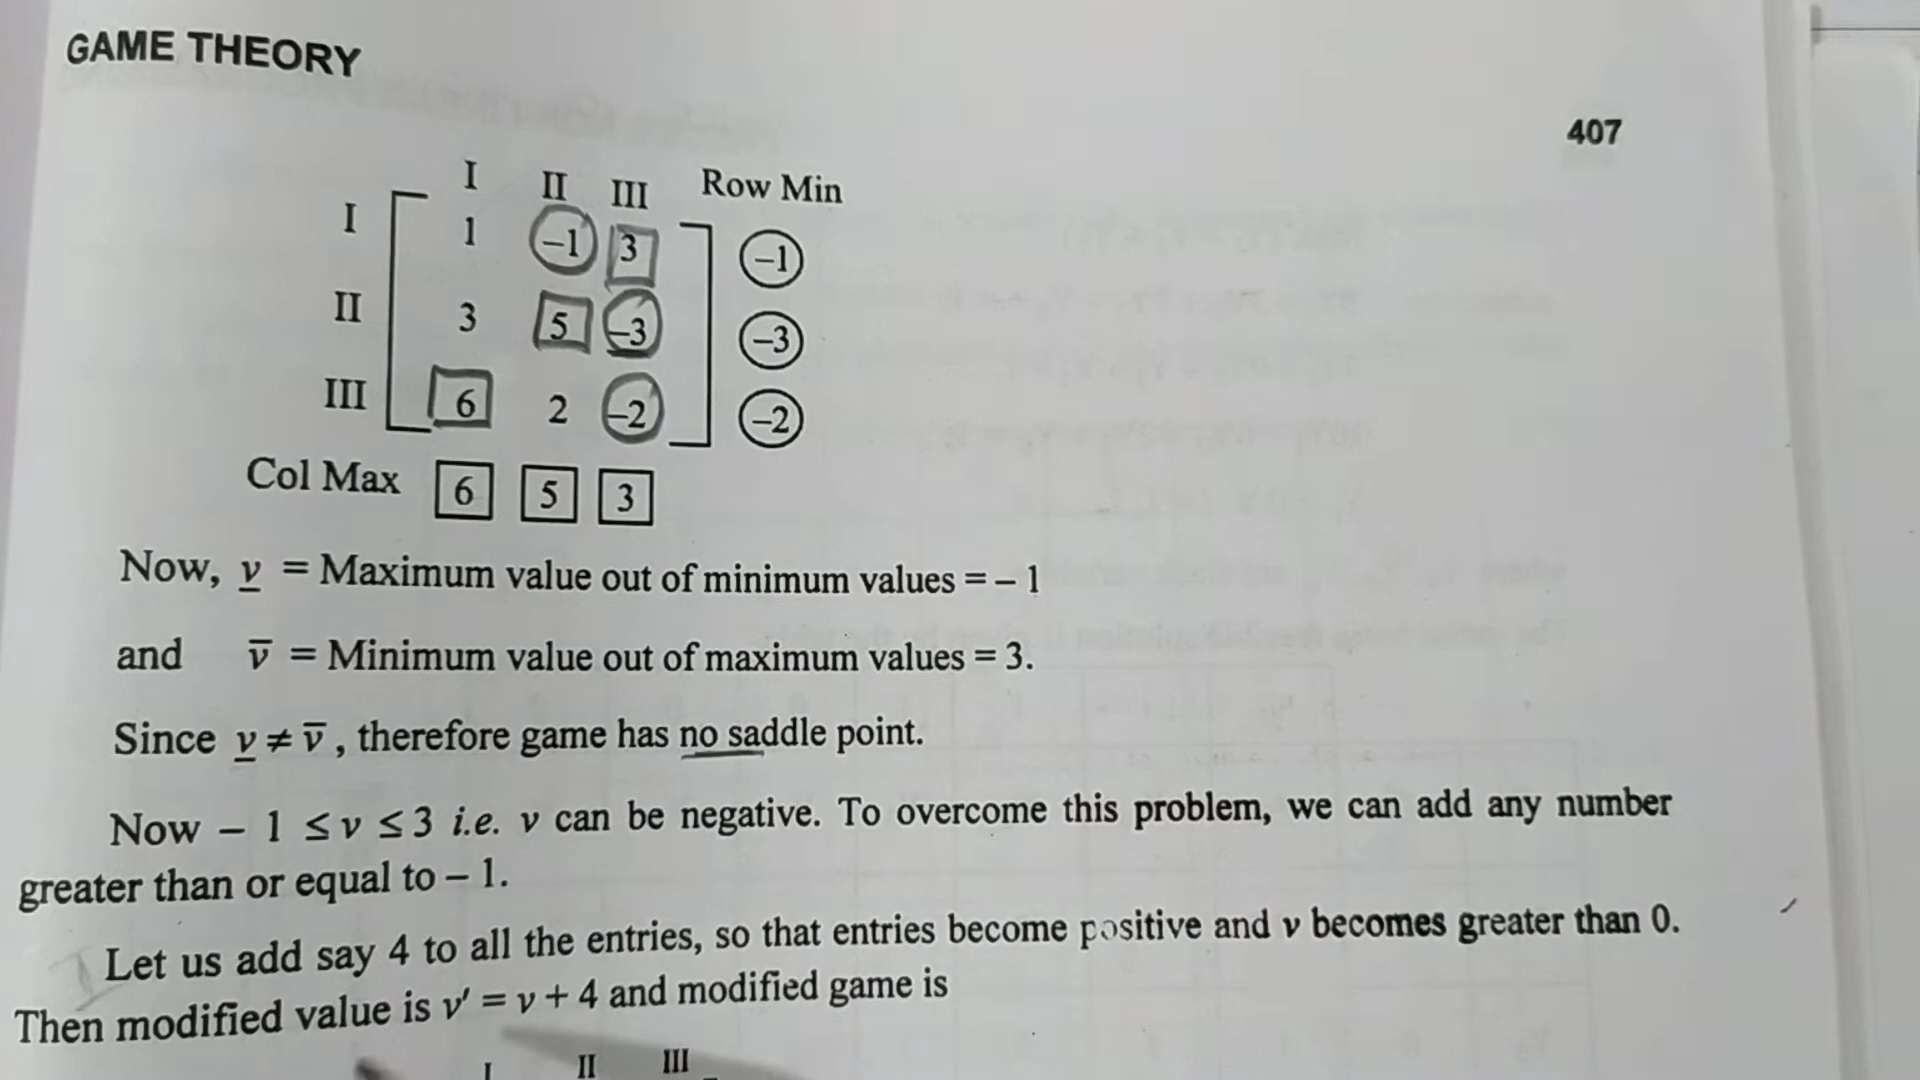 GAME THEORY
407
I II III Row Min
I 1 –1 3 –1
II 3 5 –3 –3
III 6 2 –2 –2
Col Max 6 5 3
Now, v = Maximum value out of minimum values = – 1
and v̅ = Minimum value out of maximum values = 3.
Since v ≠ v̅ , therefore game has no saddle point.
Now – 1 ≤ v ≤ 3 i.e. v can be negative. To overcome this problem, we can add any number
greater than or equal to – 1.
Let us add say 4 to all the entries, so that entries become positive and v becomes greater than 0.
Then modified value is v′ = v + 4 and modified game is
I II III